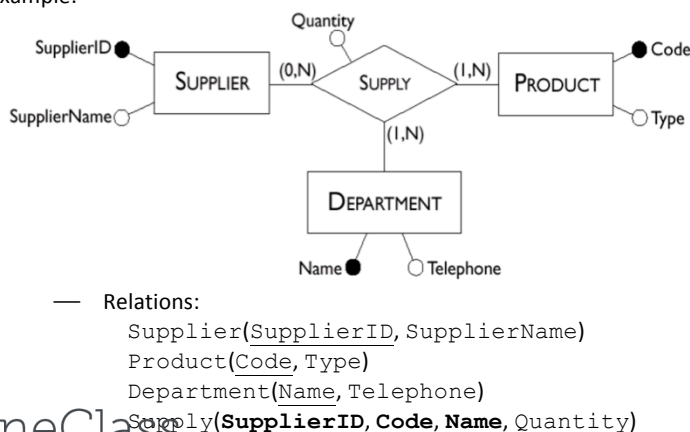 xample:
Quantity
SupplierID
Code
SUPPLIER
(0,N)
SUPPLY
(1,N)
PRODUCT
SupplierName
Type
(1,N)
DEPARTMENT
Name
Telephone
— Relations:
Supplier(SupplierID, SupplierName)
Product(Code, Type)
Department(Name, Telephone)
Supply(SupplierID, Code, Name, Quantity)
neClass